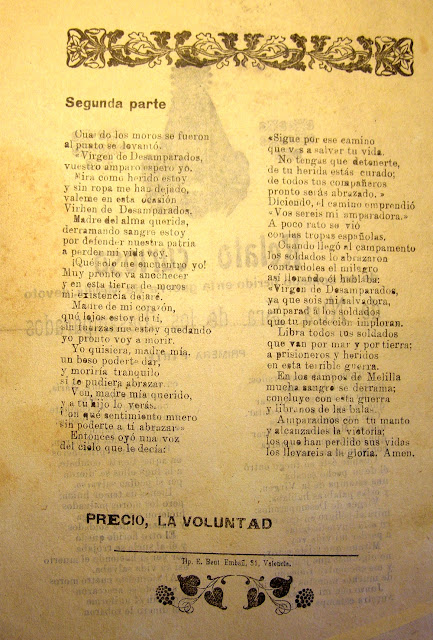 Segunda parte
Cuando los moros se fueron
al punto se levantó.
«Virgen de Desamparados,
vuestro amparo espero yo.
Mira como herido estoy
y sin ropa me han dejado,
valeme en esta ocasión
Virhen de Desamparados.
Madre del alma querida,
derramando sangre estoy
por defender nuestra patria
a perder mi vida voy.
¡Qué solo me encuentro yo!
Muy pronto va anochecer
y en esta tierra de moros
mi existencia dejaré.
Madre de mi corazón,
qué lejos estoy de tí,
sin fuerzas me estoy quedando
yo pronto voy a morir.
Yo quisiera, madre mía,
un beso poderte dar,
y moriría tranquilo
si te pudiera abrazar.
Ven, madre mía querido,
y a tu hijo lo verás,
con qué sentimiento muero
sin poderte a tí abrazar»
Entonces oyó una voz
del cielo que le decía:
«Sigue por ese camino
que vas a salvar tu vida.
No tengas que detenerte,
de tu herida estás curado;
de todos tus compañeros
pronto serás abrazado.»
Diciendo, el camino emprendió
«Vos sereis mi amparadora.»
A poco rato se vió
con las tropas españolas.
Cuando llegó al campamento
los soldados lo abrazaron
contandoles el milagro
así llorando él hablaba:
«Virgen de Desamparados,
ya que sois mi salvadora,
amparad a los soldados
que tu protección imploran.
Libra todos tus soldados
que van por mar y por tierra;
a prisioneros y heridos
en esta terrible guerra.
En los campos de Melilla
mucha sangre se derrama;
concluye con esta guerra
y libranos de las balas.
Amparadnos con tu manto
y alcanzadles la victoria;
los que han perdido sus vidas
los llevareis a la gloria. Amen.
PRECIO, LA VOLUNTAD
Tip. E. Bent Embañ, 31, Valencia.